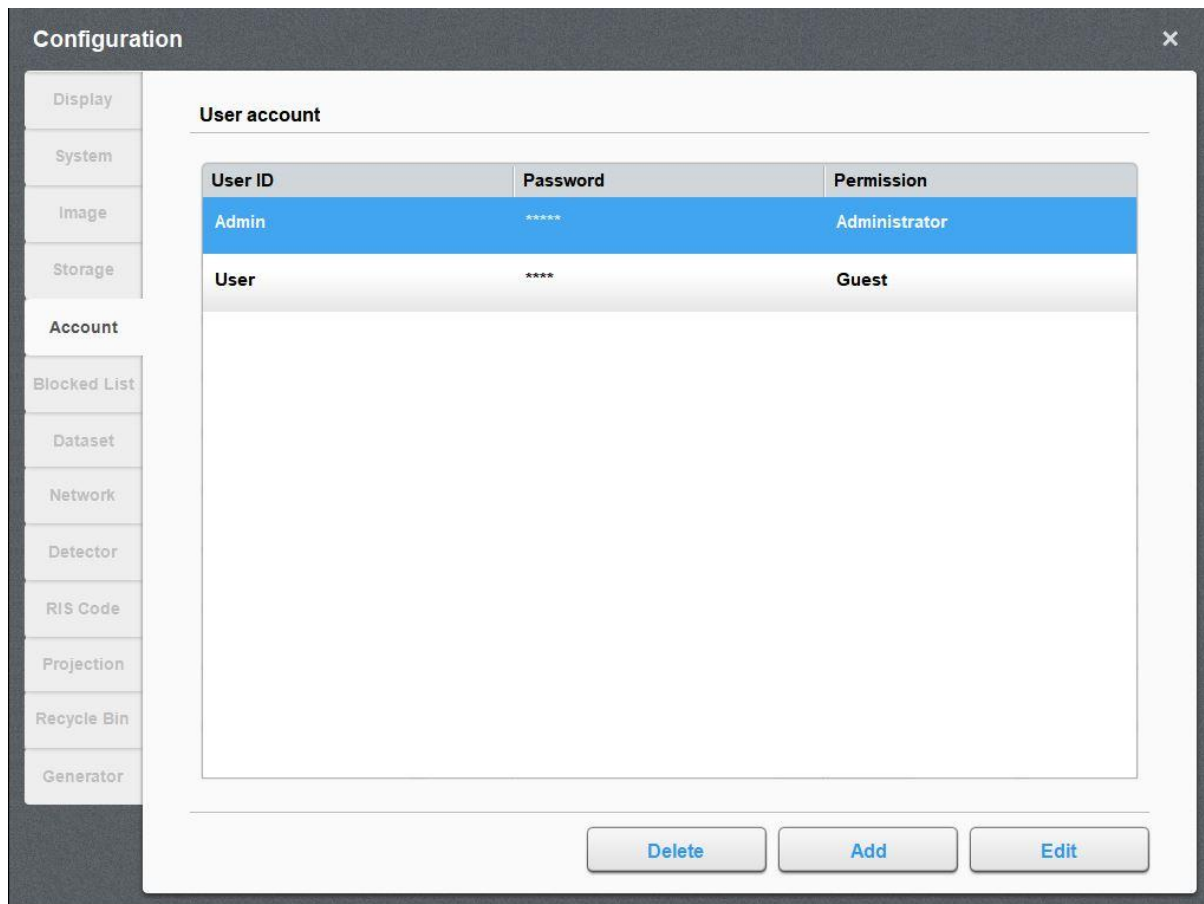 Configuration ×
Display
System
Image
Storage
Account
Blocked List
Dataset
Network
Detector
RIS Code
Projection
Recycle Bin
Generator
User account
User ID Password Permission
Admin ***** Administrator
User **** Guest
Delete Add Edit